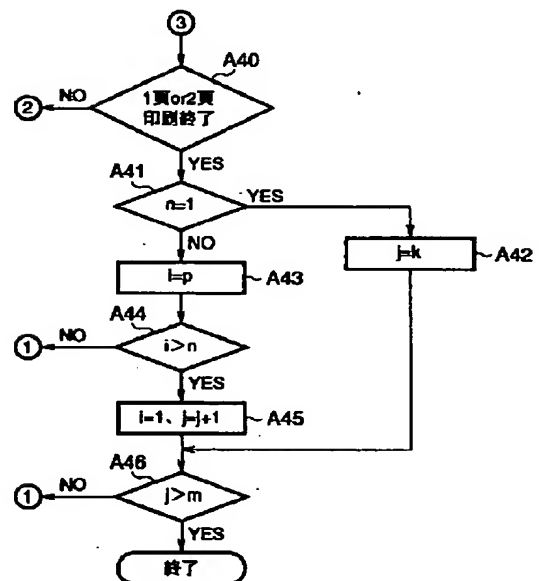 ③
A40
1頁or2頁
印刷終了
NO
②
YES
A41
n=1
YES
NO
j=k
A42
i=p
A43
A44
i>n
NO
①
YES
i=1、j=j+1
A45
A46
j>m
NO
①
YES
終了